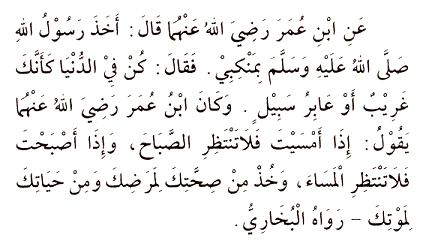 عَنِ ابْنِ عُمَرَ رَضِيَ اللهُ عَنْهُمَا قَالَ : أَخَذَ رَسُوْلُ اللهِ
صَلَّى اللهُ عَلَيْهِ وَسَلَّمَ بِمَنْكِبِيْ . فَقَالَ : كُنْ فِيْ الدُّنْيَا كَأَنَّكَ
غَرِيْبٌ أَوْ عَابِرُ سَبِيْلٍ . وَكَانَ ابْنُ عُمَرَ رَضِيَ اللهُ عَنْهُمَا
يَقُوْلُ : إِذَا أَمْسَيْتَ فَلاَتَنْتَظِرِ الصَّبَاحَ ، وَإِذَا أَصْبَحْتَ
فَلاَتَنْتَظِرِ الْمَسَاءَ ، وَخُذْ مِنْ صِحَّتِكَ لِمَرَضِكَ وَمِنْ حَيَاتِكَ
لِمَوْتِكَ – رَوَاهُ الْبُخَارِيُّ .